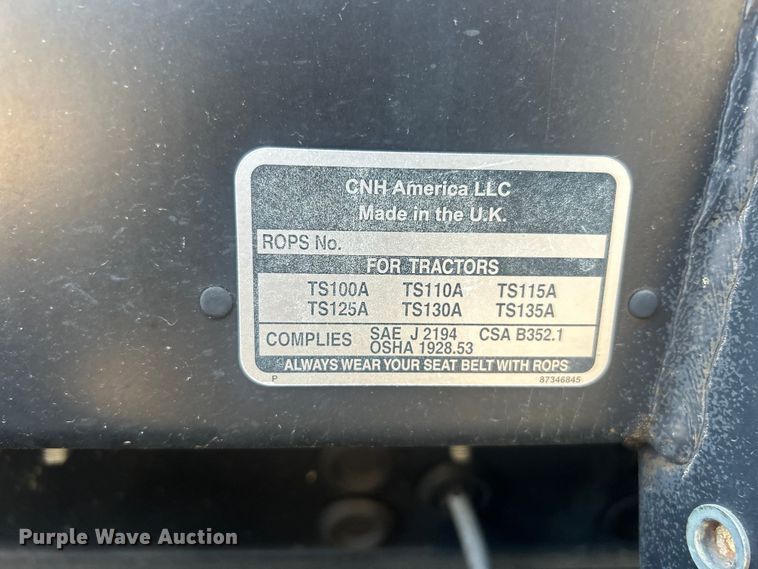 CNH America LLC
Made in the U.K.
ROPS No.
FOR TRACTORS
TS100A TS110A TS115A
TS125A TS130A TS135A
COMPLIES SAE J 2194 CSA B352.1
OSHA 1928.53
ALWAYS WEAR YOUR SEAT BELT WITH ROPS
P 87346845
Purple Wave Auction